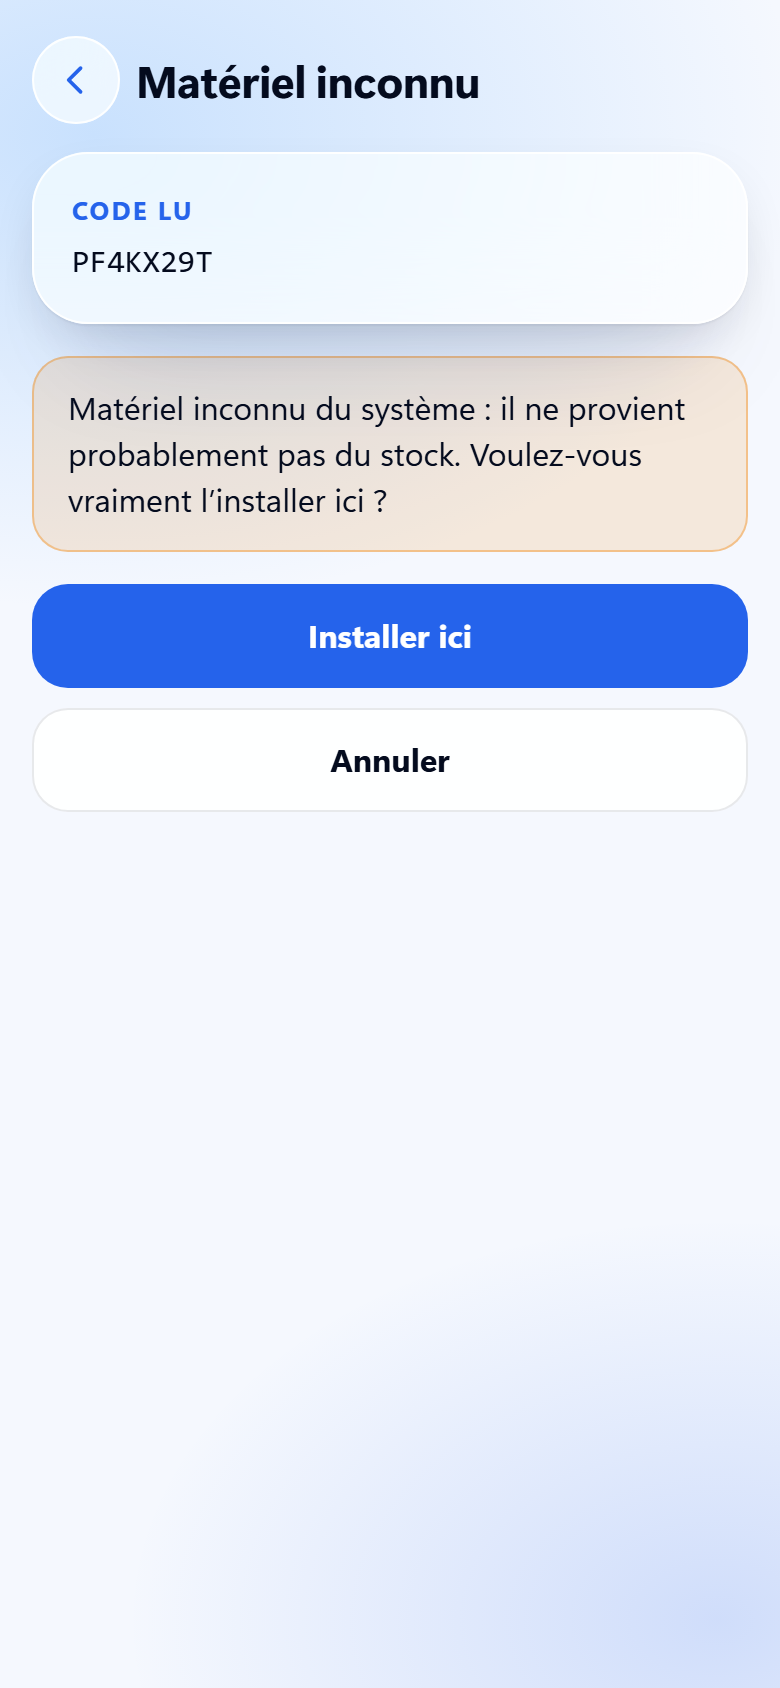 Matériel inconnu
CODE LU
PF4KX29T
Matériel inconnu du système : il ne provient
probablement pas du stock. Voulez-vous
vraiment l’installer ici ?
Installer ici
Annuler